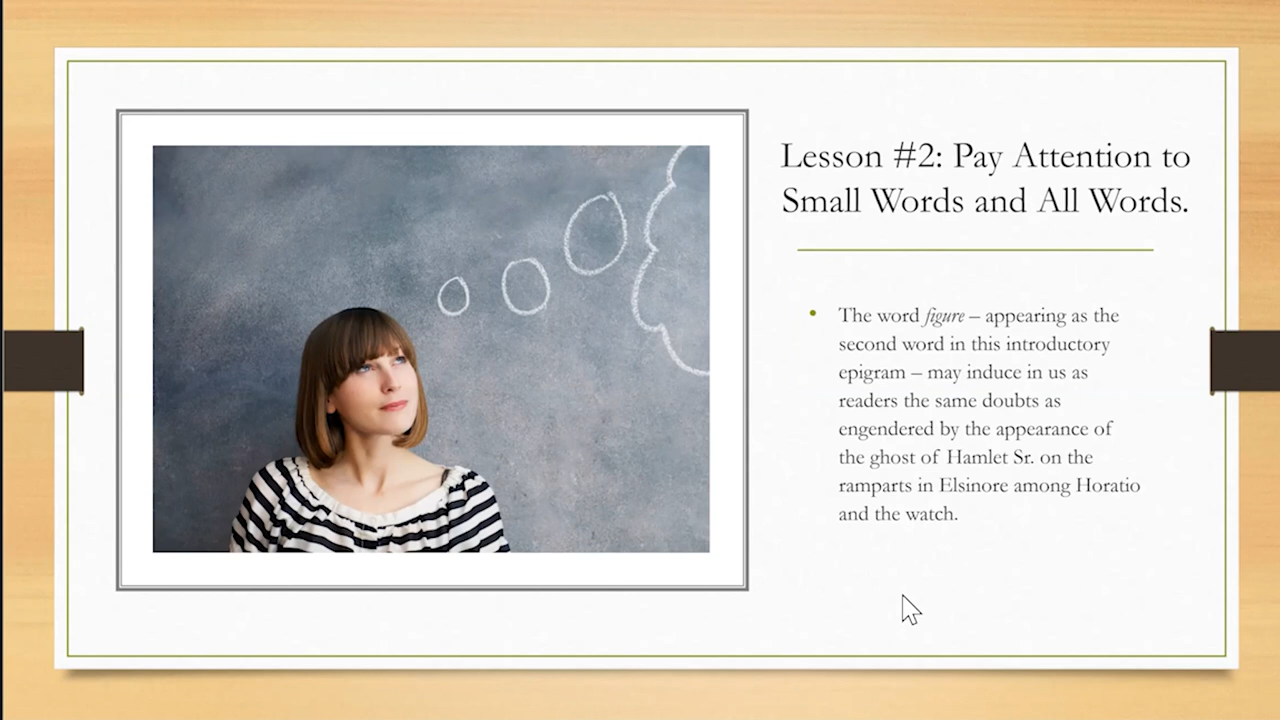 Lesson #2: Pay Attention to
Small Words and All Words.
• The word figure – appearing as the
second word in this introductory
epigram – may induce in us as
readers the same doubts as
engendered by the appearance of
the ghost of Hamlet Sr. on the
ramparts in Elsinore among Horatio
and the watch.